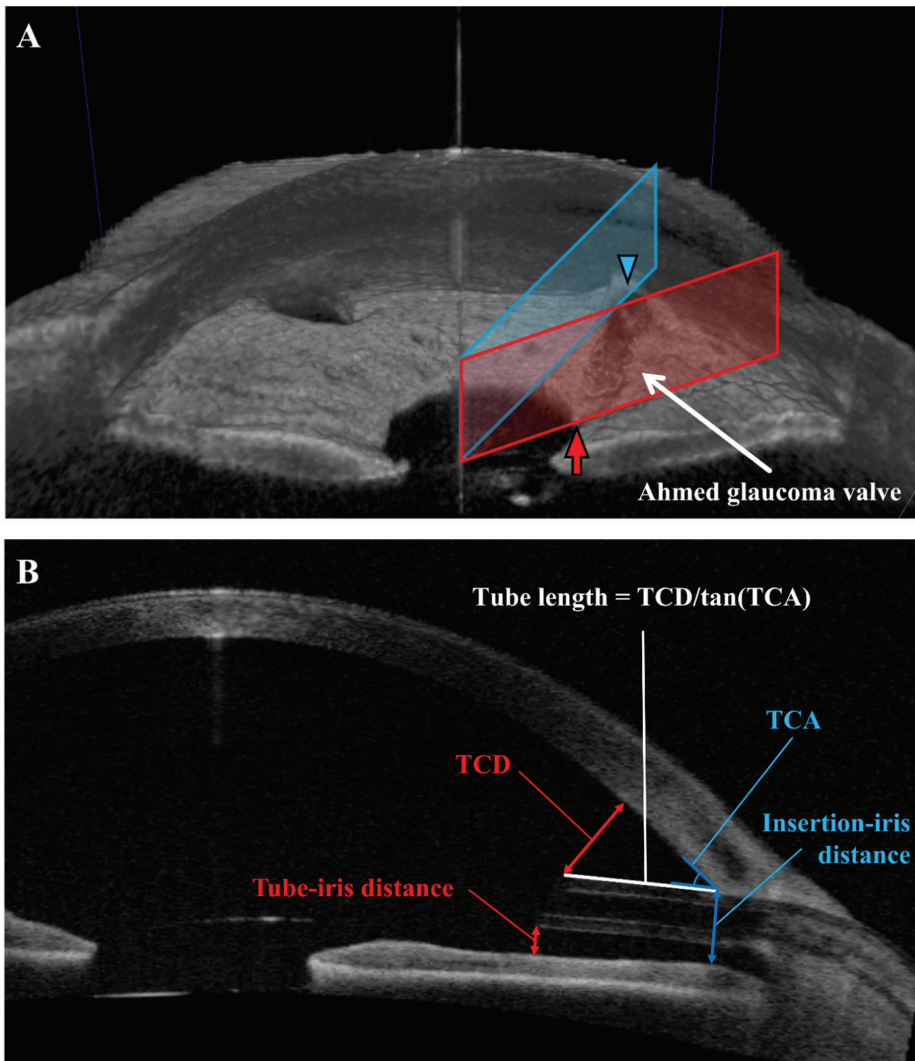 A
Ahmed glaucoma valve
B
Tube length = TCD/tan(TCA)
TCA
TCD
Insertion-iris
distance
Tube-iris distance